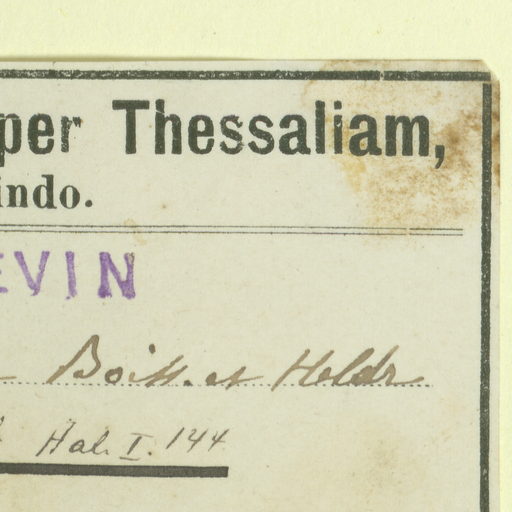 per Thessaliam,
indo.
EVIN
Boiss. et Heldr
Hal. I. 144